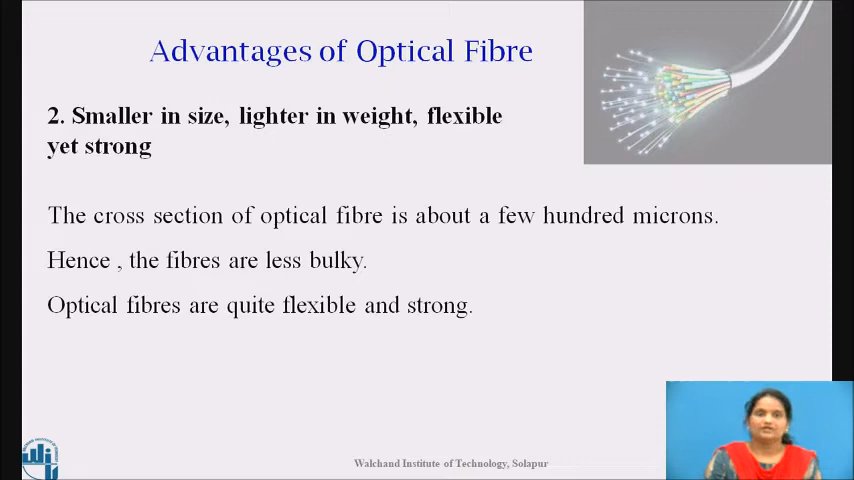 Advantages of Optical Fibre
2. Smaller in size, lighter in weight, flexible
yet strong
The cross section of optical fibre is about a few hundred microns.
Hence , the fibres are less bulky.
Optical fibres are quite flexible and strong.
Walchand Institute of Technology, Solapur